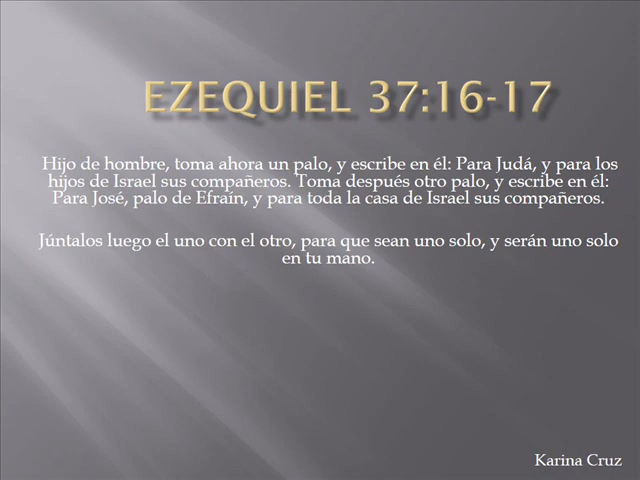 EZEQUIEL 37:16-17
Hijo de hombre, toma ahora un palo, y escribe en él: Para Judá, y para los
hijos de Israel sus compañeros. Toma después otro palo, y escribe en él:
Para José, palo de Efraín, y para toda la casa de Israel sus compañeros.
Júntalos luego el uno con el otro, para que sean uno solo, y serán uno solo
en tu mano.
Karina Cruz